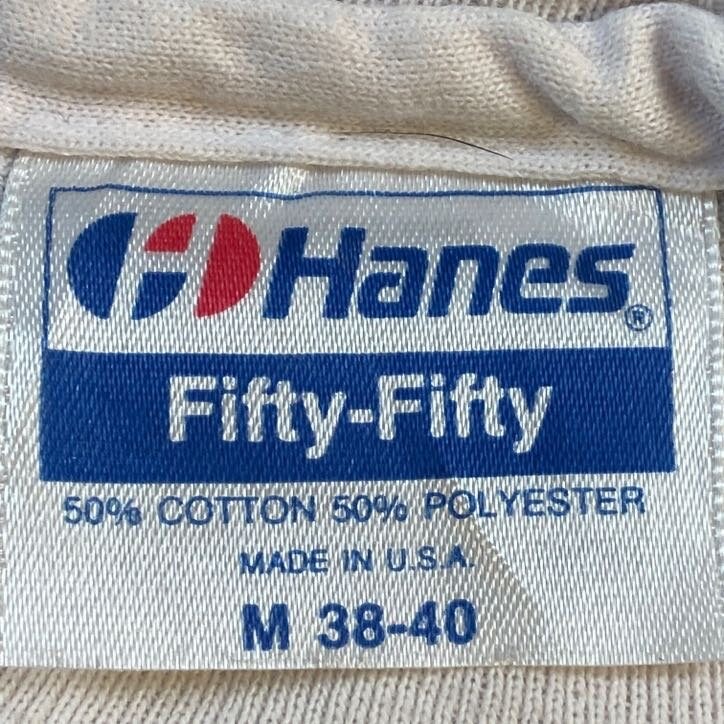 Hanes®
Fifty-Fifty
50% COTTON 50% POLYESTER
MADE IN U.S.A.
M 38-40